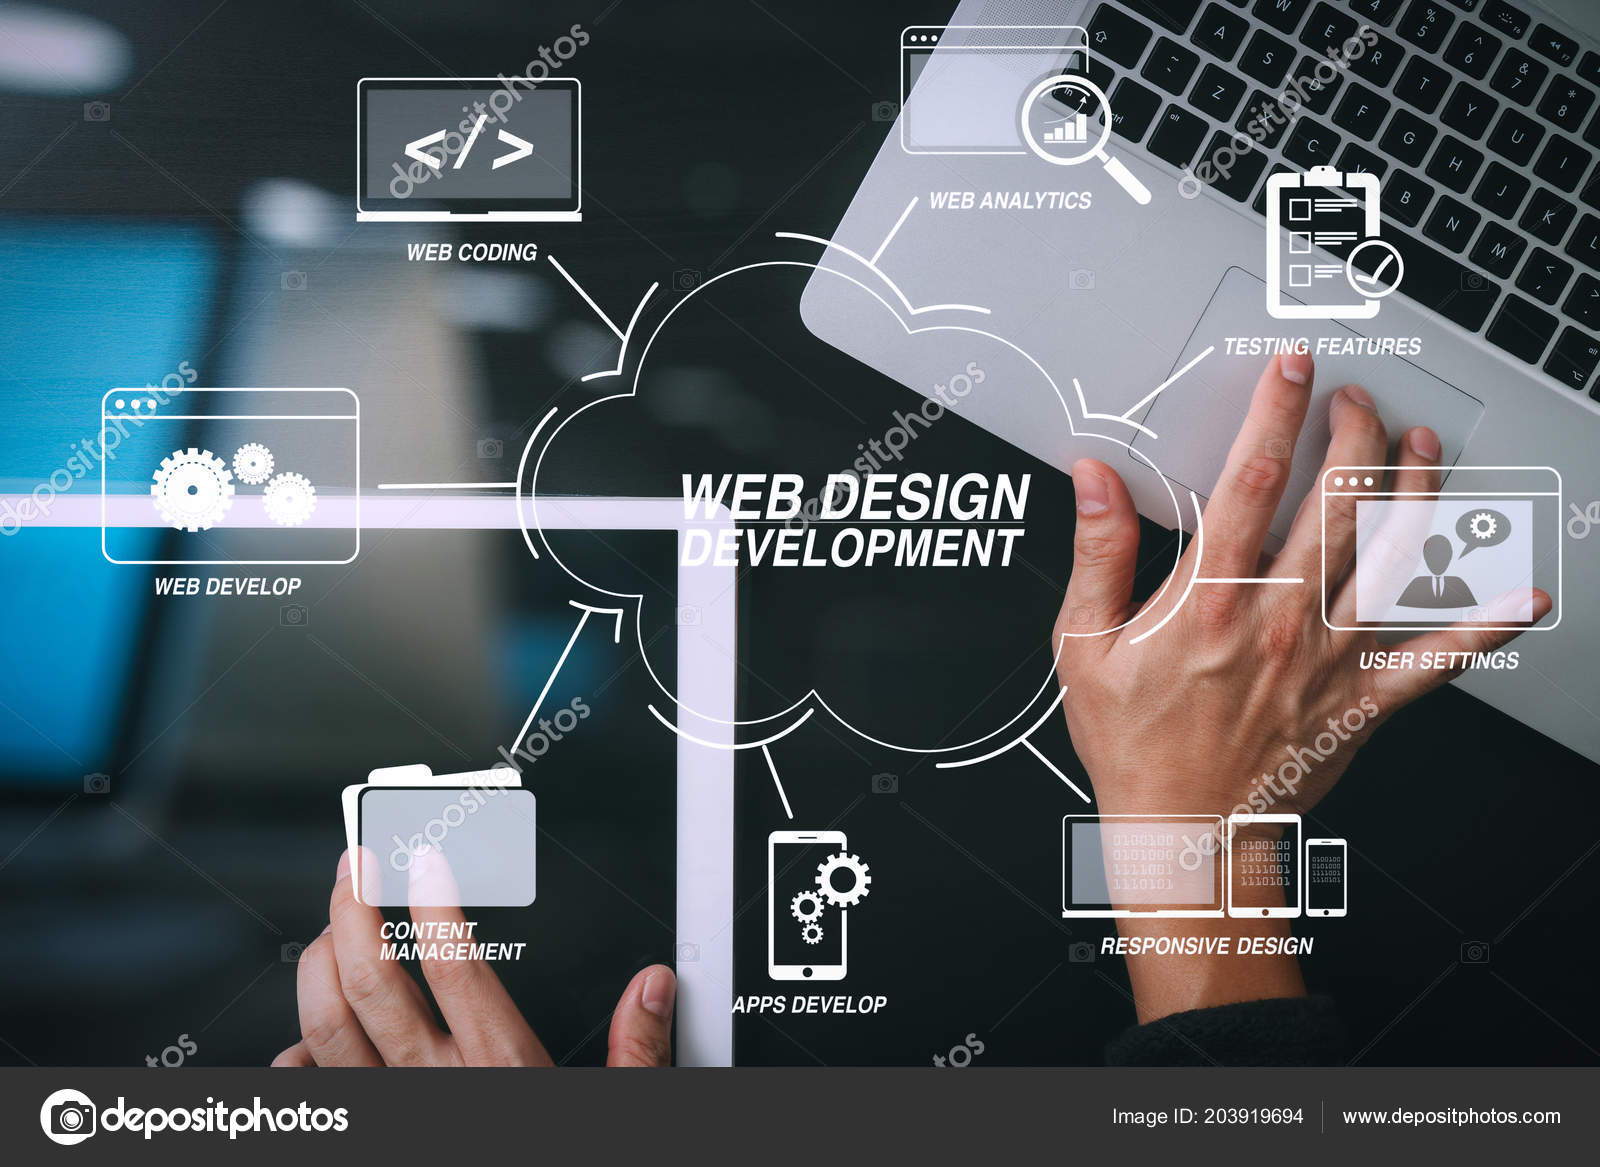 </>
WEB CODING
WEB ANALYTICS
TESTING FEATURES
WEB DEVELOP
WEB DESIGN
DEVELOPMENT
USER SETTINGS
CONTENT
MANAGEMENT
APPS DEVELOP
RESPONSIVE DESIGN
depositphotos
depositphotos
Image ID: 203919694
www.depositphotos.com